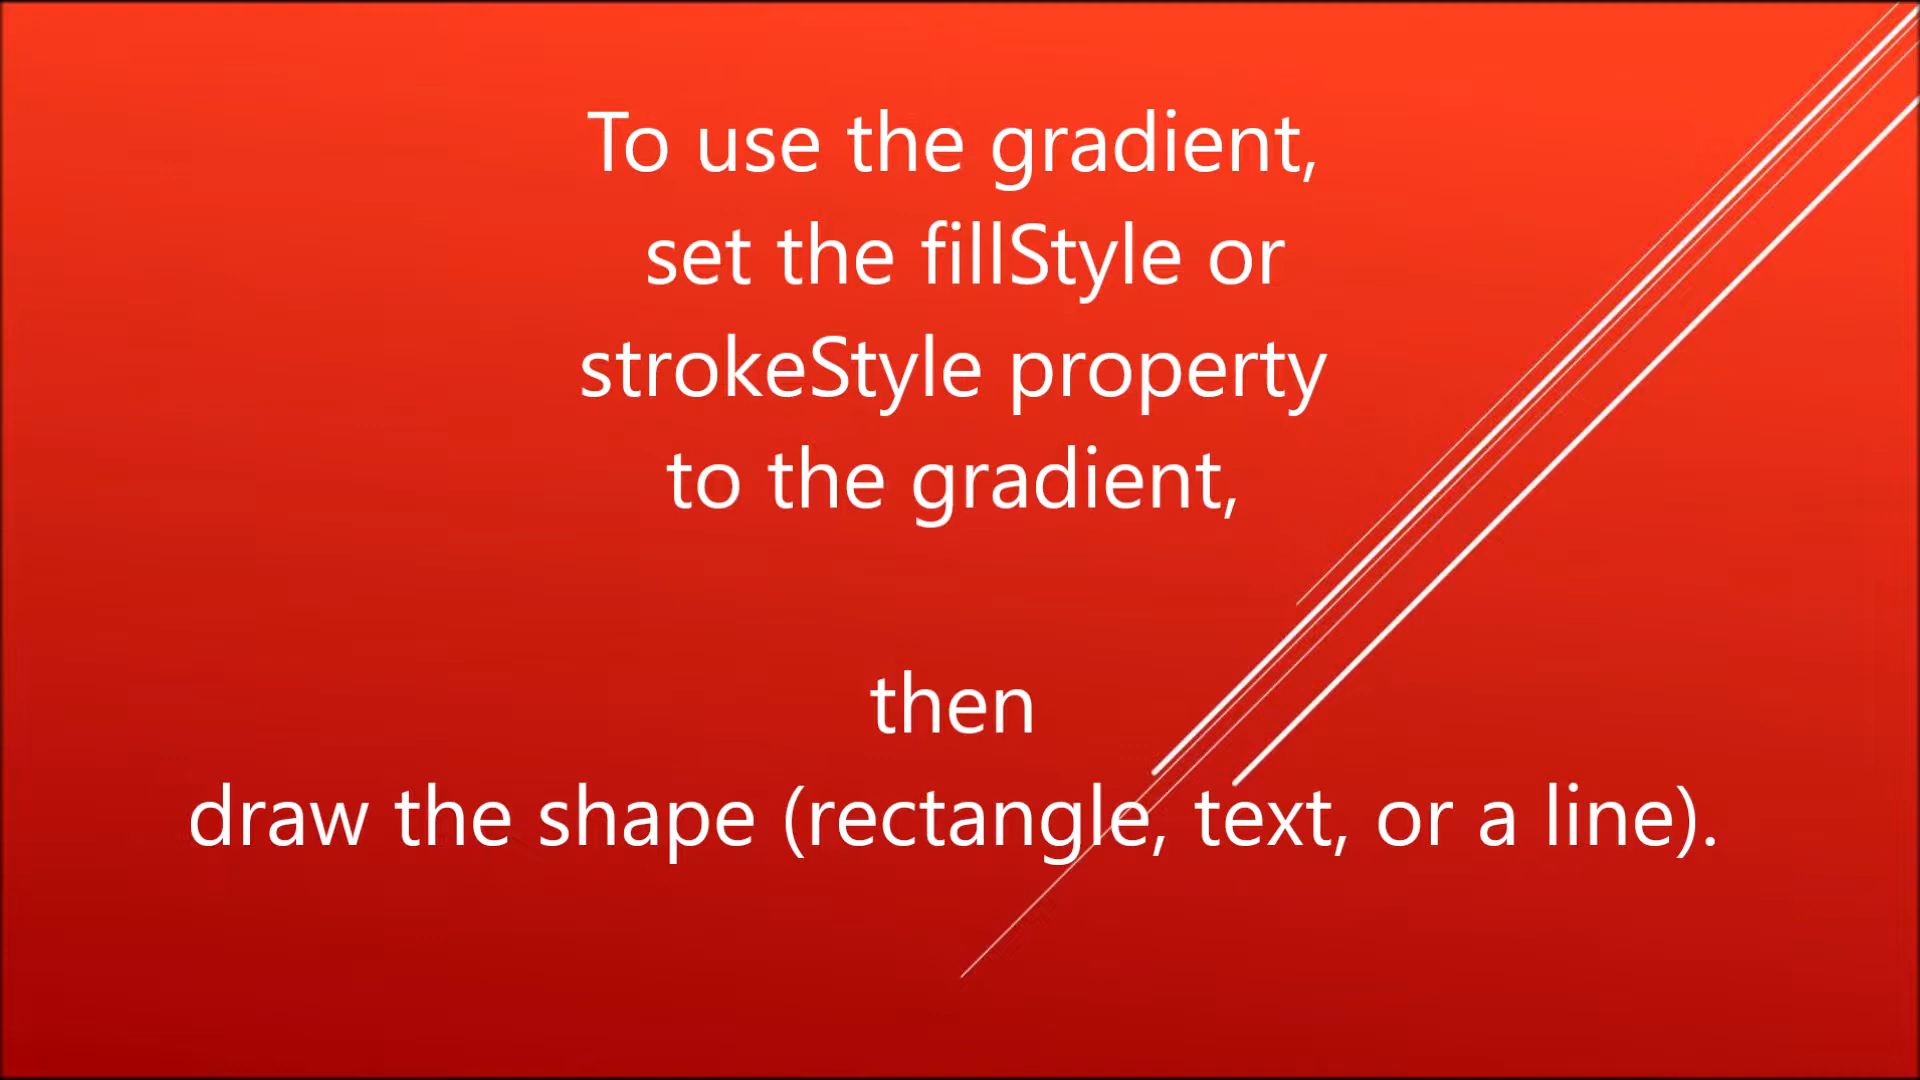 To use the gradient,
set the fillStyle or
strokeStyle property
to the gradient,
then
draw the shape (rectangle, text, or a line).